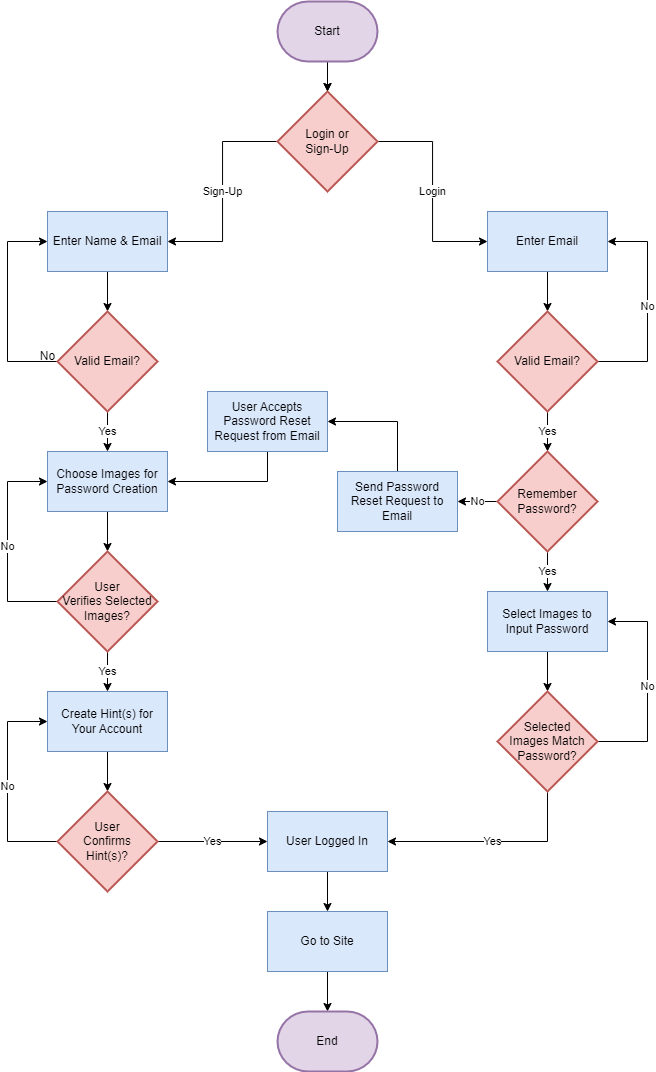 Start
Login or
Sign-Up
Sign-Up
Login
Enter Name & Email
Enter Email
No
Valid Email?
No
Valid Email?
Yes
Yes
User Accepts
Password Reset
Request from Email
Choose Images for
Password Creation
Send Password
Reset Request to
Email
No
Remember
Password?
No
User
Verifies Selected
Images?
Yes
Select Images to
Input Password
Yes
Create Hint(s) for
Your Account
No
Selected
Images Match
Password?
No
User
Confirms
Hint(s)?
Yes
User Logged In
Yes
Go to Site
End